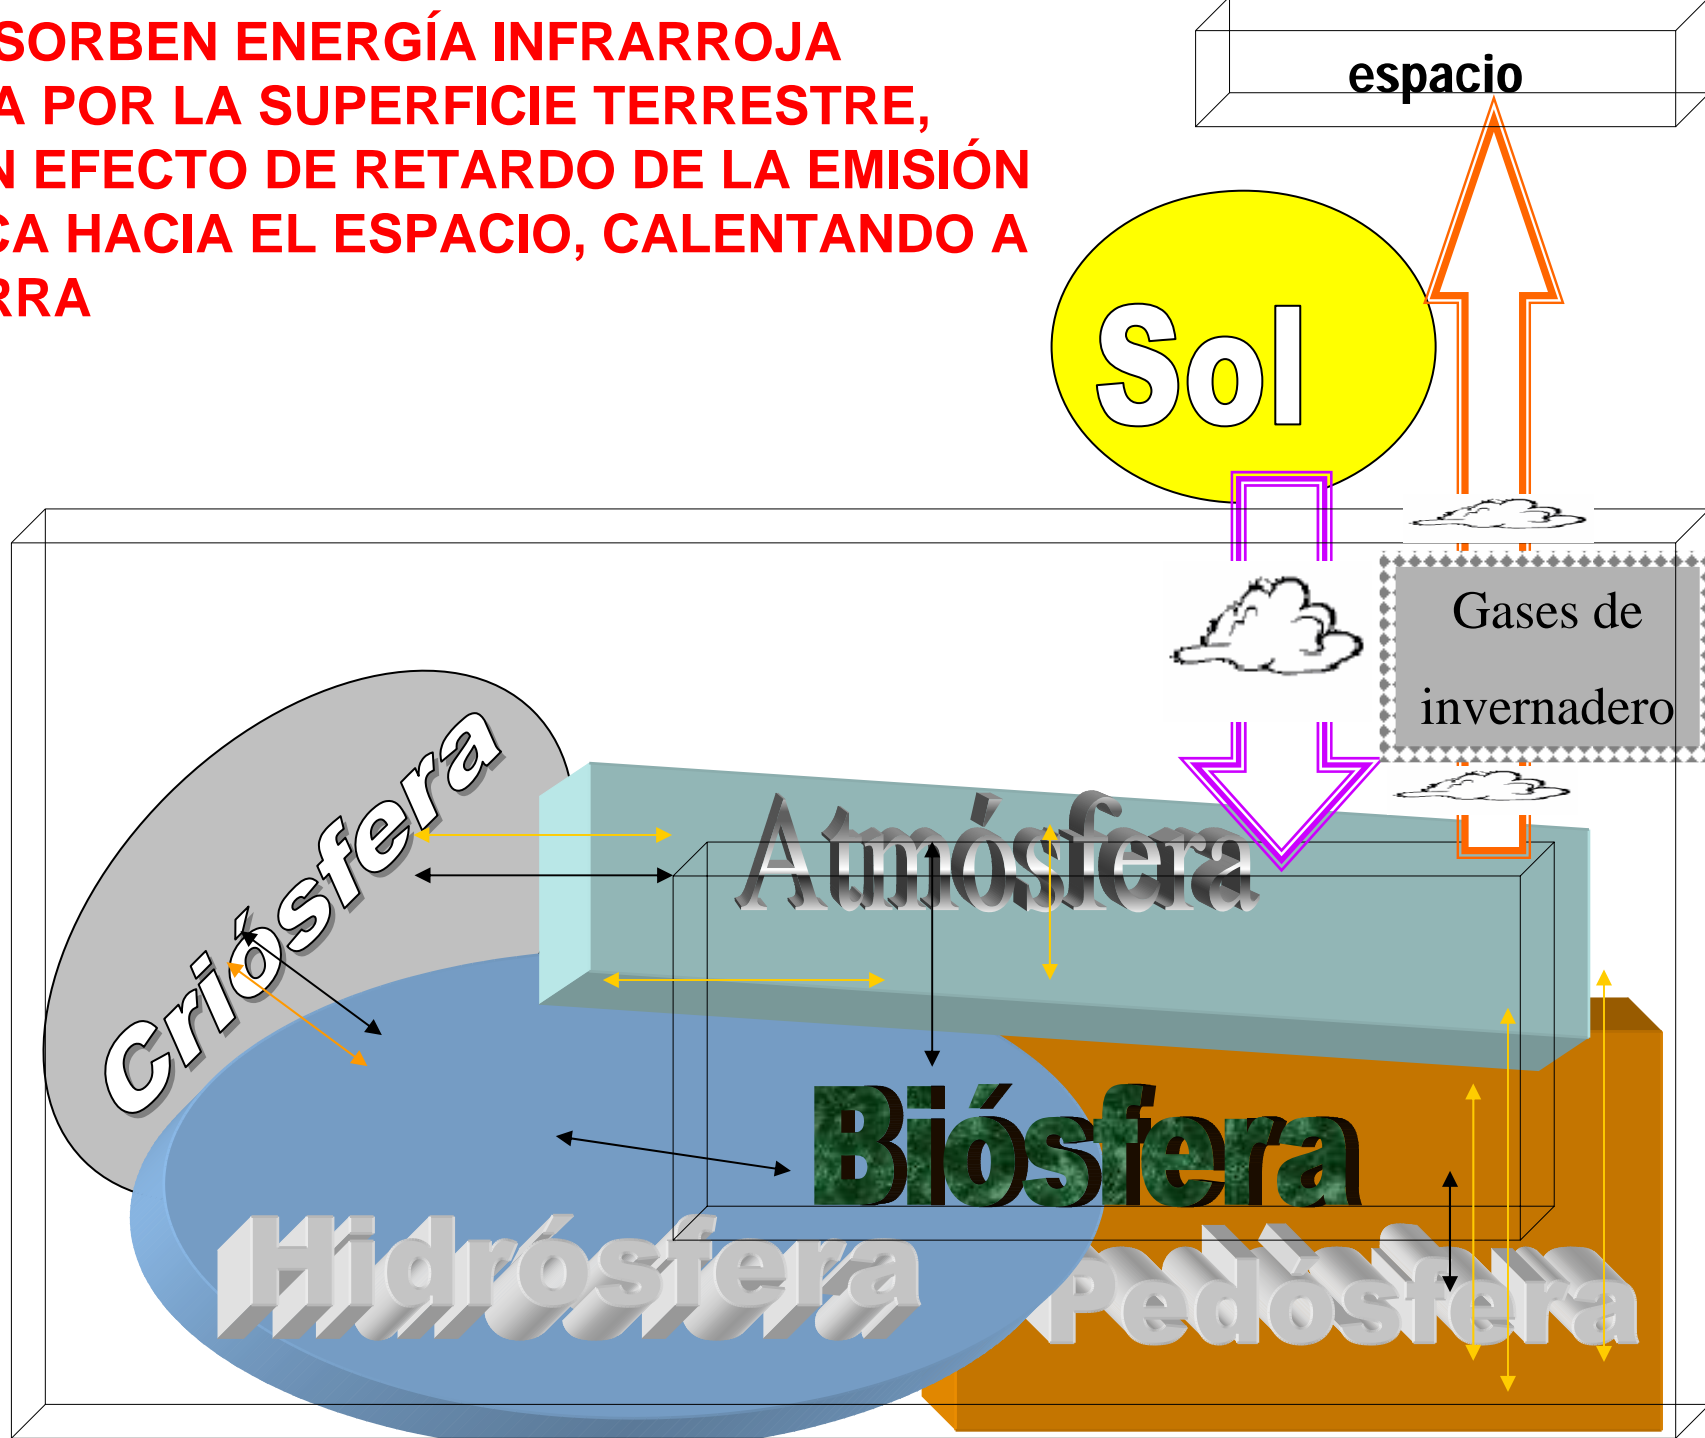 SORBEN ENERGÍA INFRARROJA
A POR LA SUPERFICIE TERRESTRE,
N EFECTO DE RETARDO DE LA EMISIÓN
CA HACIA EL ESPACIO, CALENTANDO A
RRA
espacio
Sol
Gases de
invernadero
Criósfera
Atmósfera
Biósfera
Hidrósfera
Pedósfera